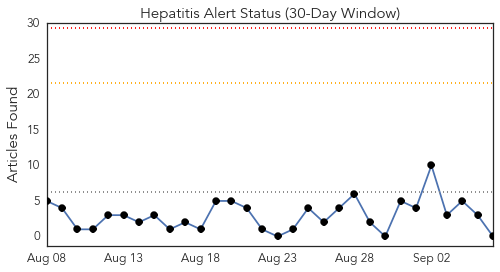 Hepatitis Alert Status (30-Day Window)
Articles Found
30
25
20
15
10
5
0
Aug 08 Aug 13 Aug 18 Aug 23 Aug 28 Sep 02